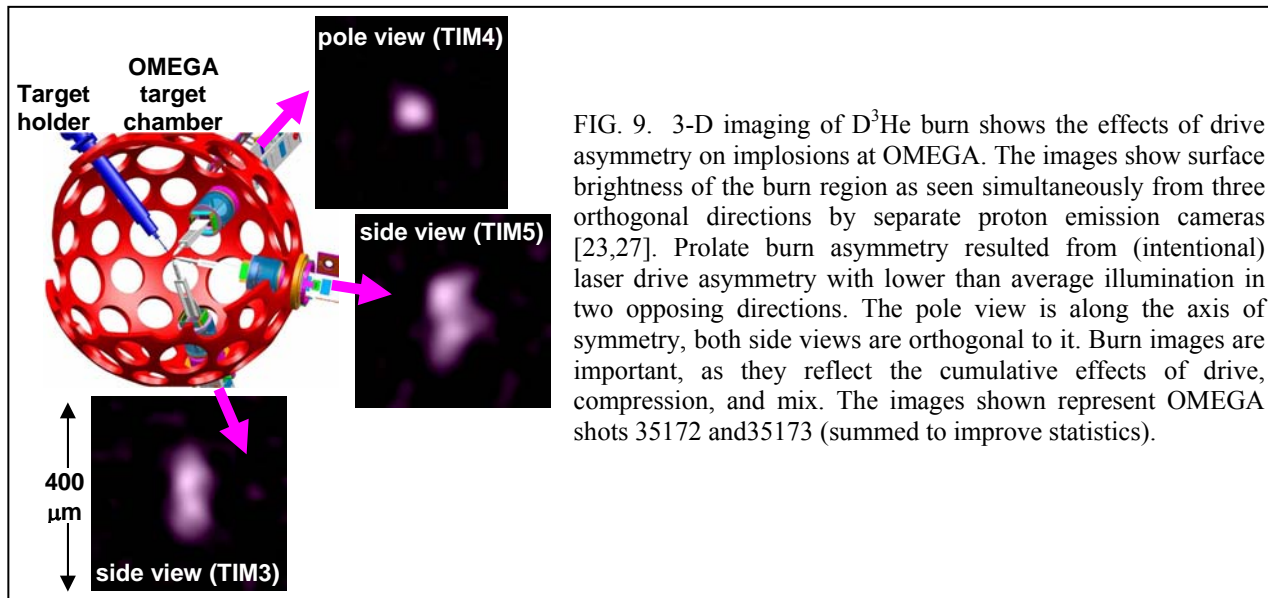 pole view (TIM4)
OMEGA
target
chamber
Target
holder
side view (TIM5)
400
μm
side view (TIM3)
FIG. 9. 3-D imaging of D³He burn shows the effects of drive
asymmetry on implosions at OMEGA. The images show surface
brightness of the burn region as seen simultaneously from three
orthogonal directions by separate proton emission cameras
[23,27]. Prolate burn asymmetry resulted from (intentional)
laser drive asymmetry with lower than average illumination in
two opposing directions. The pole view is along the axis of
symmetry, both side views are orthogonal to it. Burn images are
important, as they reflect the cumulative effects of drive,
compression, and mix. The images shown represent OMEGA
shots 35172 and35173 (summed to improve statistics).